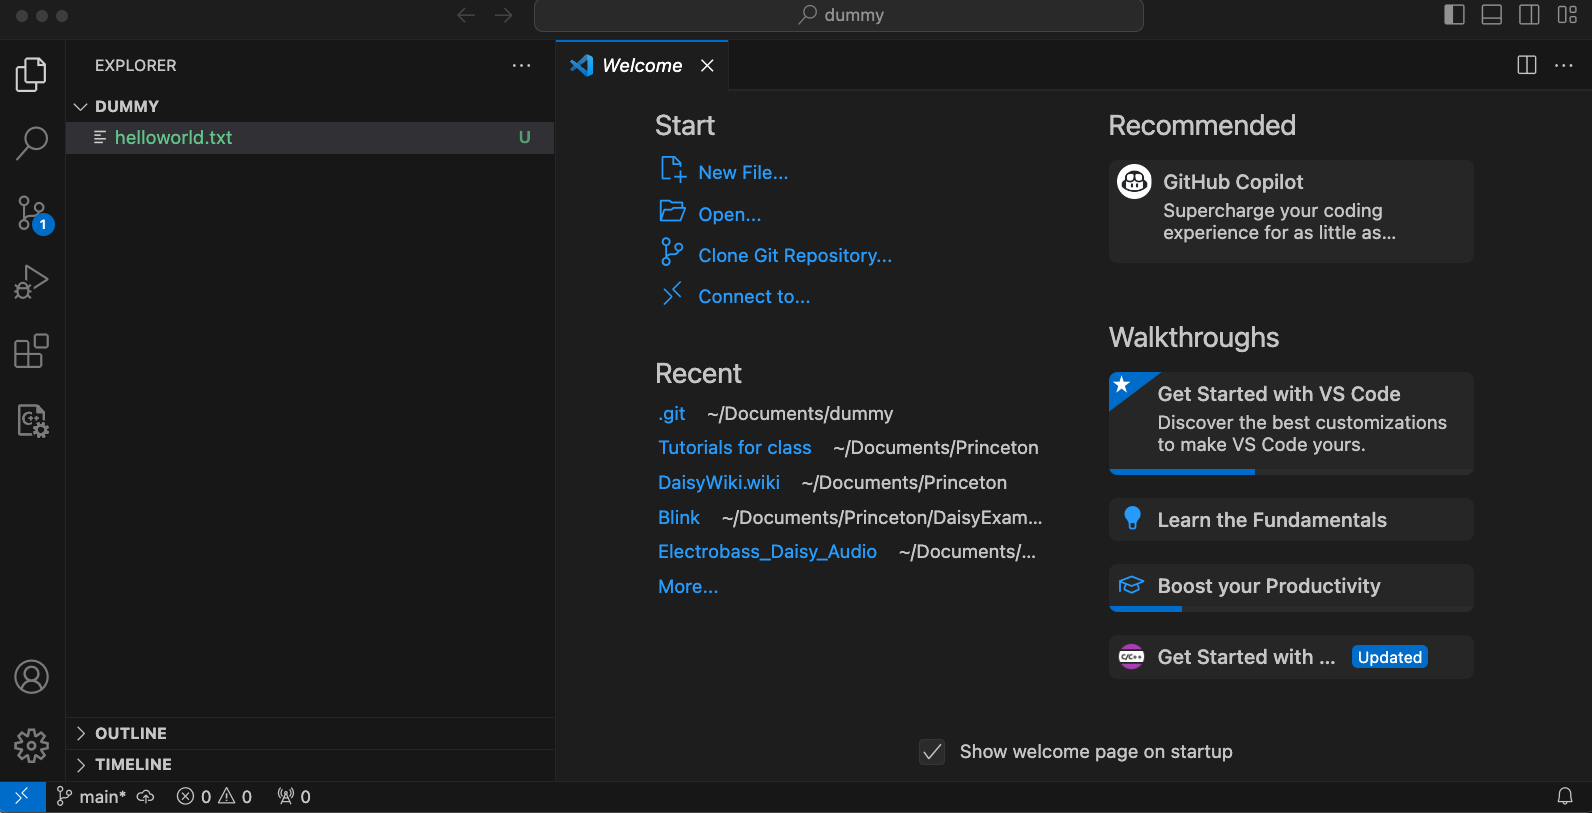 dummy
EXPLORER
DUMMY
helloworld.txt U
1
OUTLINE
TIMELINE
Welcome
Start
New File...
Open...
Clone Git Repository...
Connect to...
Recent
.git ~/Documents/dummy
Tutorials for class ~/Documents/Princeton
DaisyWiki.wiki ~/Documents/Princeton
Blink ~/Documents/Princeton/DaisyExam...
Electrobass_Daisy_Audio ~/Documents/...
More...
Recommended
GitHub Copilot
Supercharge your coding
experience for as little as...
Walkthroughs
Get Started with VS Code
Discover the best customizations
to make VS Code yours.
Learn the Fundamentals
Boost your Productivity
C/C++ Get Started with ... Updated
Show welcome page on startup
main* 0 0 0